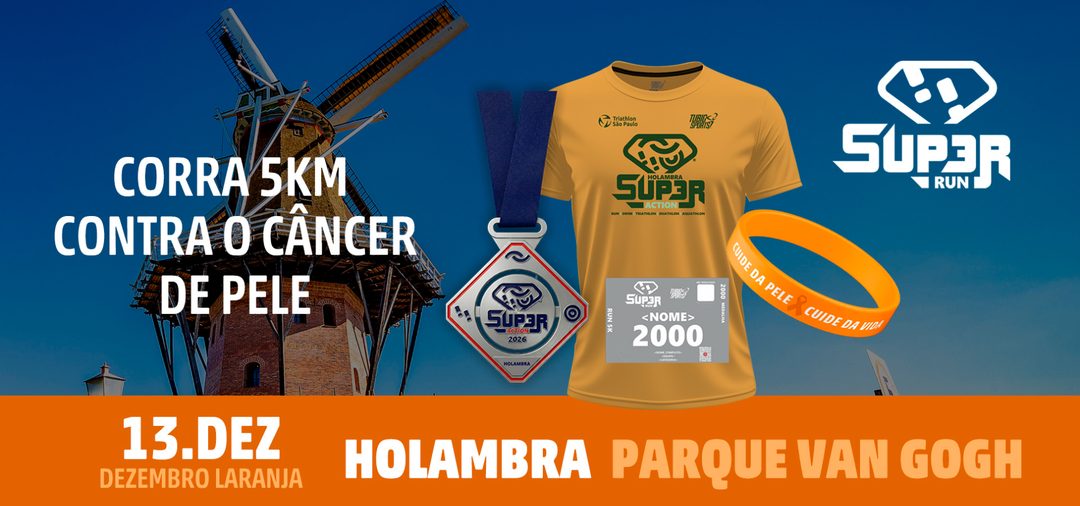 CORRA 5KM
CONTRA O CÂNCER
DE PELE
SUP3R
ACTION
2026
HOLAMBRA
Triathlon
São Paulo
HOLAMBRA
SUP3R
ACTION
RUN SWIM TRIATHLON DUATHLON AQUATHLON
SUP3R
RUN
RUN 5K
<NOME>
2000
2000
CUIDE DA PELE CUIDE DA VIDA
SUP3R
RUN
13.DEZ
DEZEMBRO LARANJA
HOLAMBRA PARQUE VAN GOGH